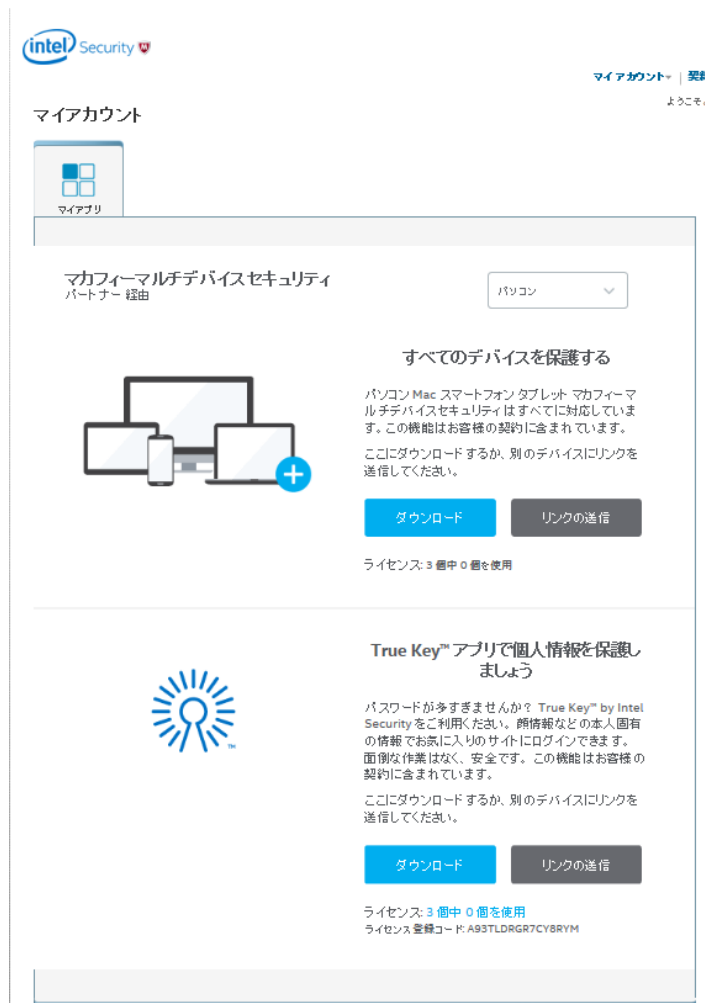 intel Security
マイアカウント | 契
ようこそ
マイアカウント
マイアプリ
マカフィーマルチデバイスセキュリティ
パートナー 経由
パソコン
すべてのデバイスを保護する
パソコン Mac スマートフォン タブレット マカフィーマ
ルチデバイスセキュリティはすべてに対応していま
す。この機能はお客様の契約に含まれています。
ここにダウンロードするか、別のデバイスにリンクを
送信してください。
ダウンロード リンクの送信
ライセンス: 3 個中 0 個を使用
True Key™ アプリで個人情報を保護し
ましょう
パスワードが多すぎませんか? True Key™ by Intel
Security をご利用ください。顔情報などの本人固有
の情報でお気に入りのサイトにログインできます。
面倒な作業はなく、安全です。この機能はお客様の
契約に含まれています。
ここにダウンロードするか、別のデバイスにリンクを
送信してください。
ダウンロード リンクの送信
ライセンス: 3 個中 0 個を使用
ライセンス登録コード: A93TLDRGR7CY8RYM